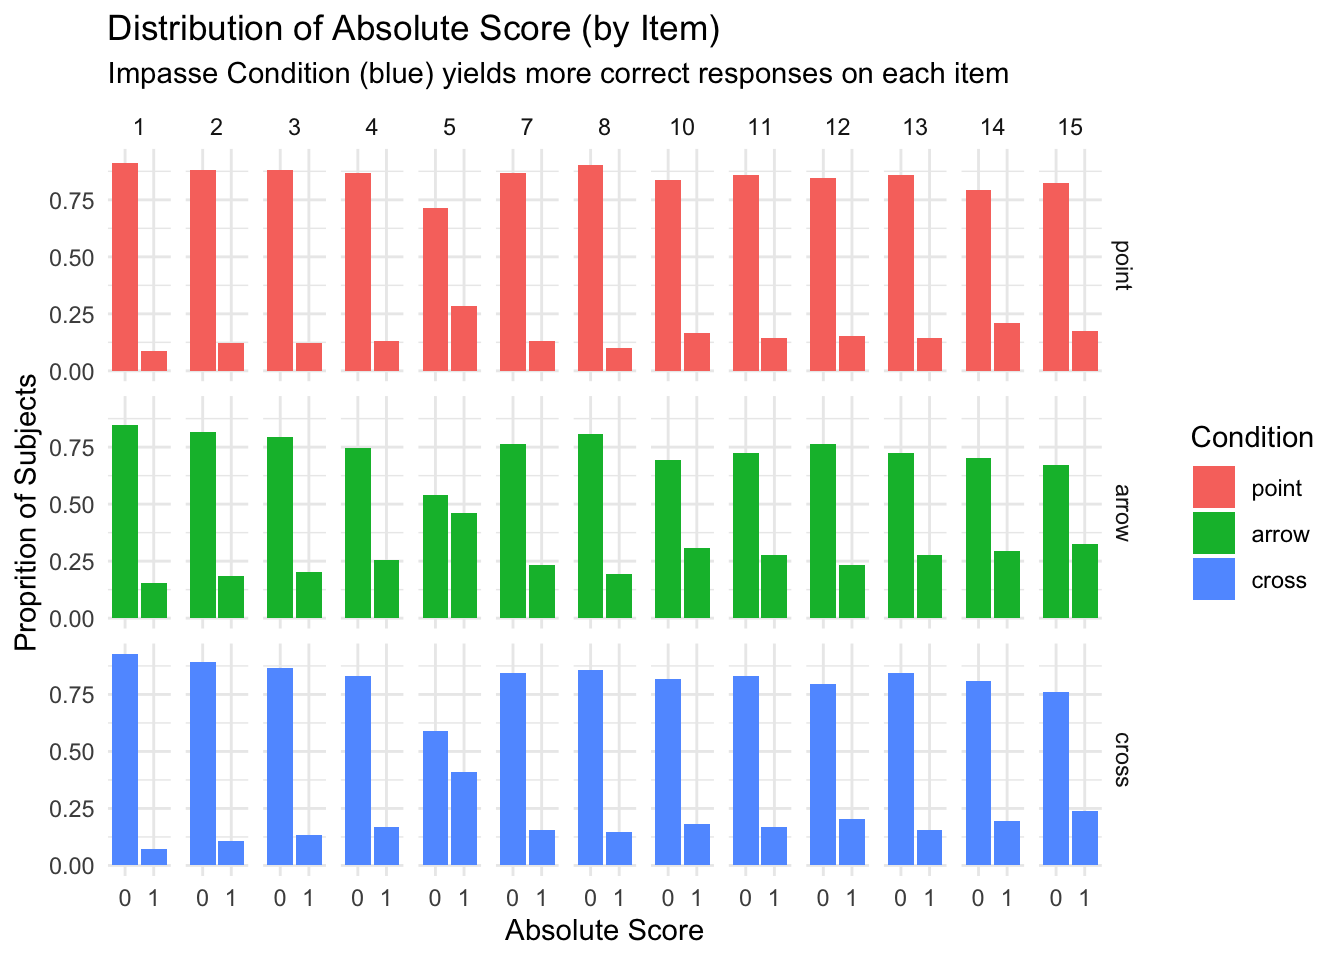 Distribution of Absolute Score (by Item)
Impasse Condition (blue) yields more correct responses on each item
1 2 3 4 5 7 8 10 11 12 13 14 15
0.75
0.50
0.25
0.00
point
0.75
0.50
0.25
0.00
arrow
0.75
0.50
0.25
0.00
cross
0 1 0 1 0 1 0 1 0 1 0 1 0 1 0 1 0 1 0 1 0 1 0 1 0 1
Absolute Score
Proprition of Subjects
Condition
point
arrow
cross